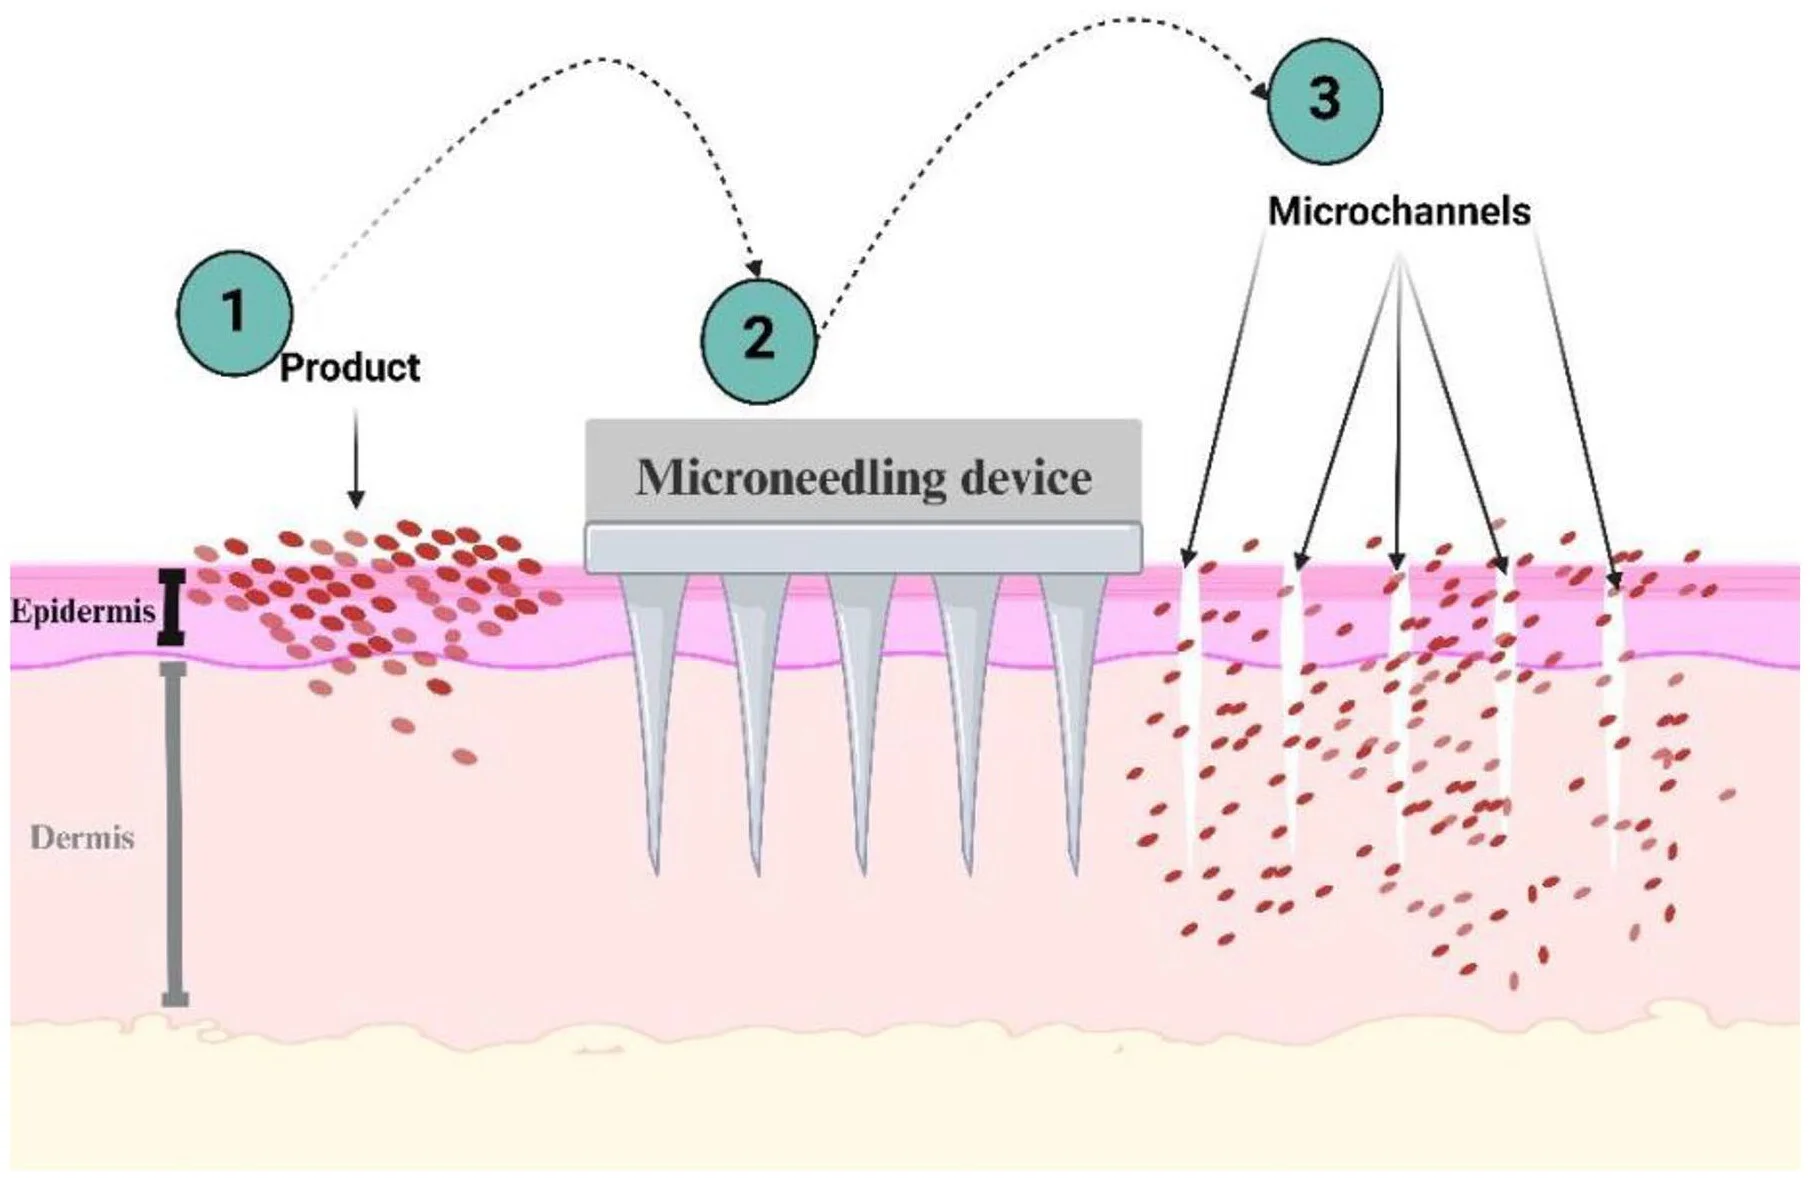 1
Product
2
Microneedling device
3
Microchannels
Epidermis
Dermis